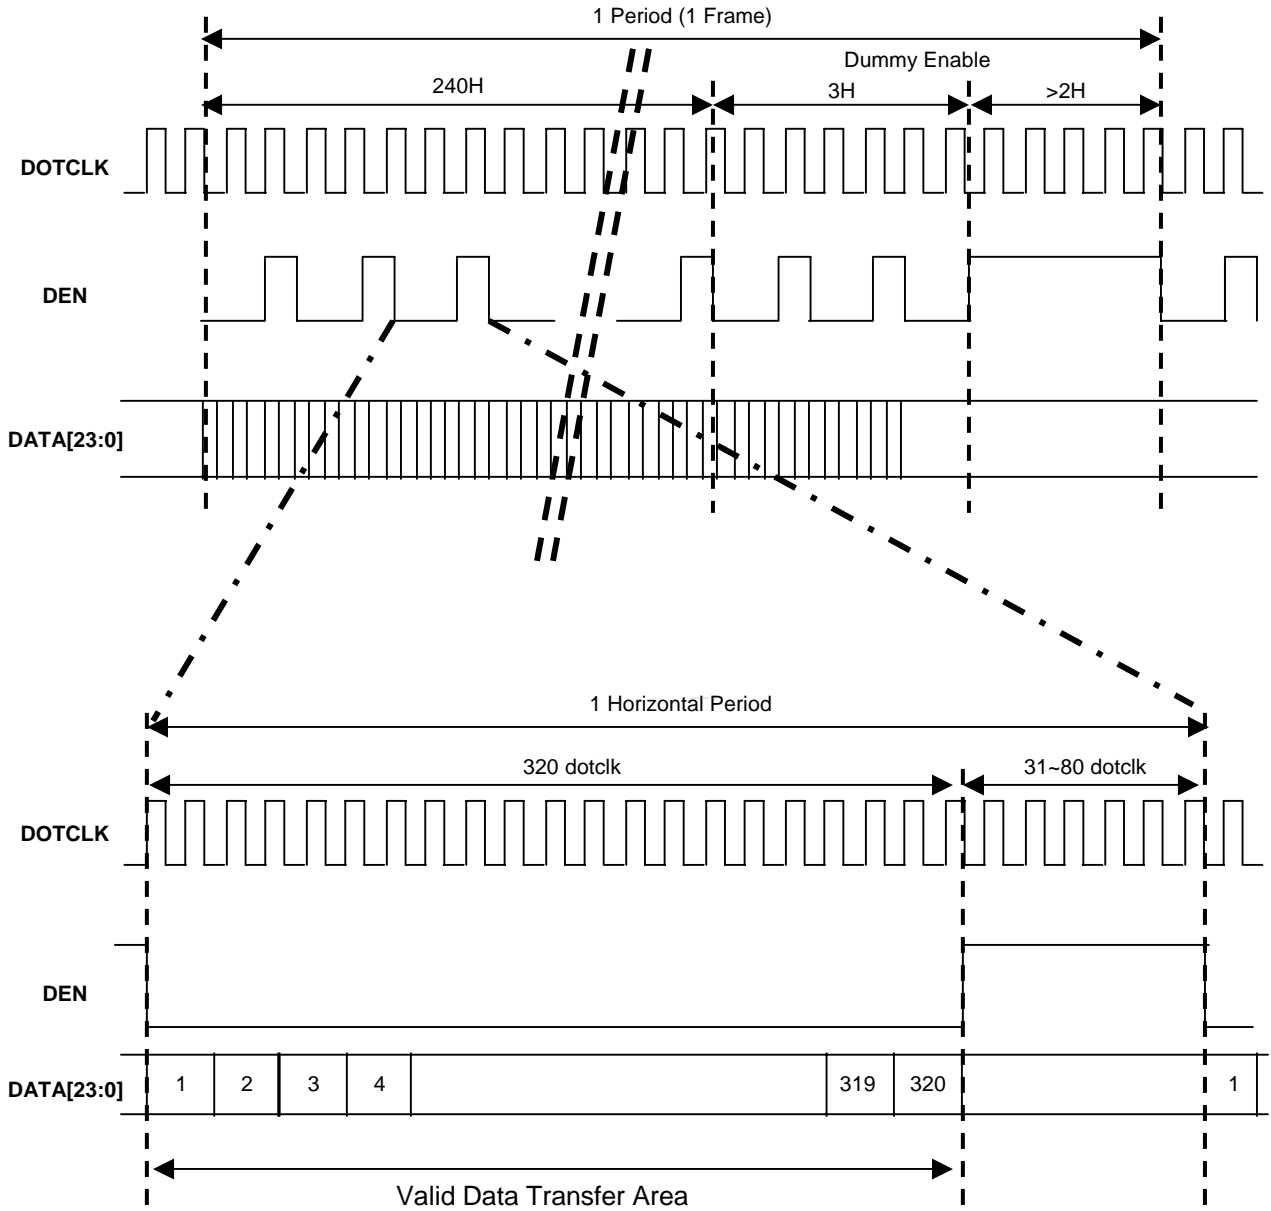 1 Period (1 Frame)
Dummy Enable
240H
3H
>2H
DOTCLK
DEN
DATA[23:0]
1 Horizontal Period
320 dotclk
31~80 dotclk
DOTCLK
DEN
DATA[23:0]
1 2 3 4 319 320 1
Valid Data Transfer Area